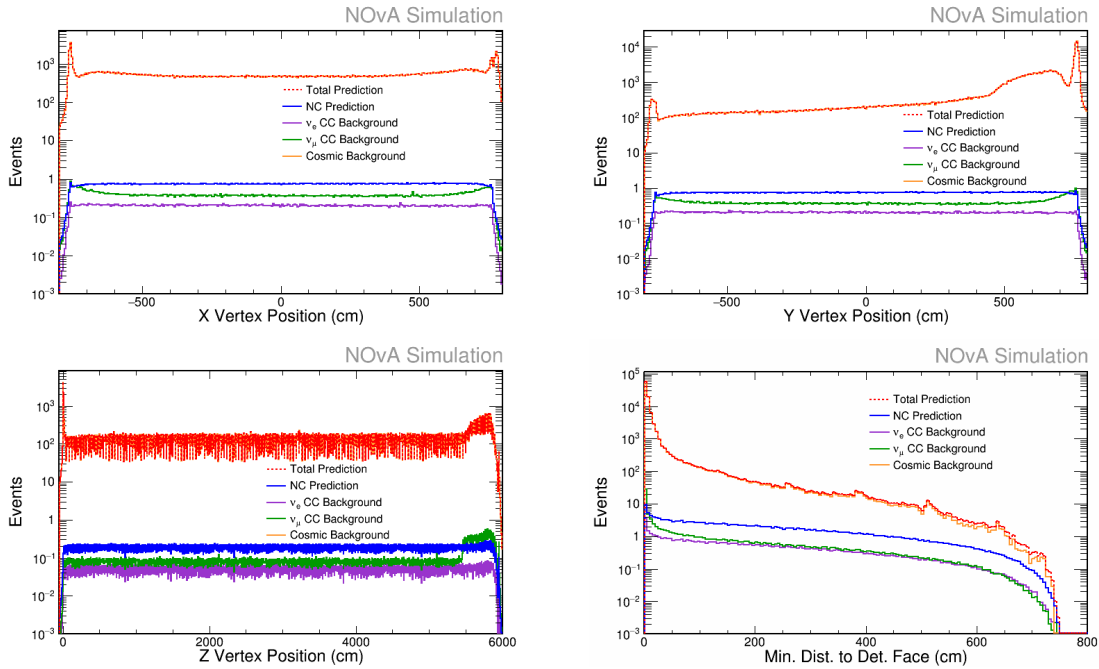 NOvA Simulation
Events
10³
10²
10
1
10⁻¹
10⁻²
10⁻³
Total Prediction
NC Prediction
νe CC Background
νμ CC Background
Cosmic Background
−500 0 500
X Vertex Position (cm)
NOvA Simulation
Events
10⁴
10³
10²
10
1
10⁻¹
10⁻²
10⁻³
Total Prediction
NC Prediction
νe CC Background
νμ CC Background
Cosmic Background
−500 0 500
Y Vertex Position (cm)
NOvA Simulation
Events
10³
10²
10
1
10⁻¹
10⁻²
10⁻³
Total Prediction
NC Prediction
νe CC Background
νμ CC Background
Cosmic Background
0 2000 4000 6000
Z Vertex Position (cm)
NOvA Simulation
Events
10⁵
10⁴
10³
10²
10
1
10⁻¹
10⁻²
10⁻³
Total Prediction
NC Prediction
νe CC Background
νμ CC Background
Cosmic Background
0 200 400 600 800
Min. Dist. to Det. Face (cm)